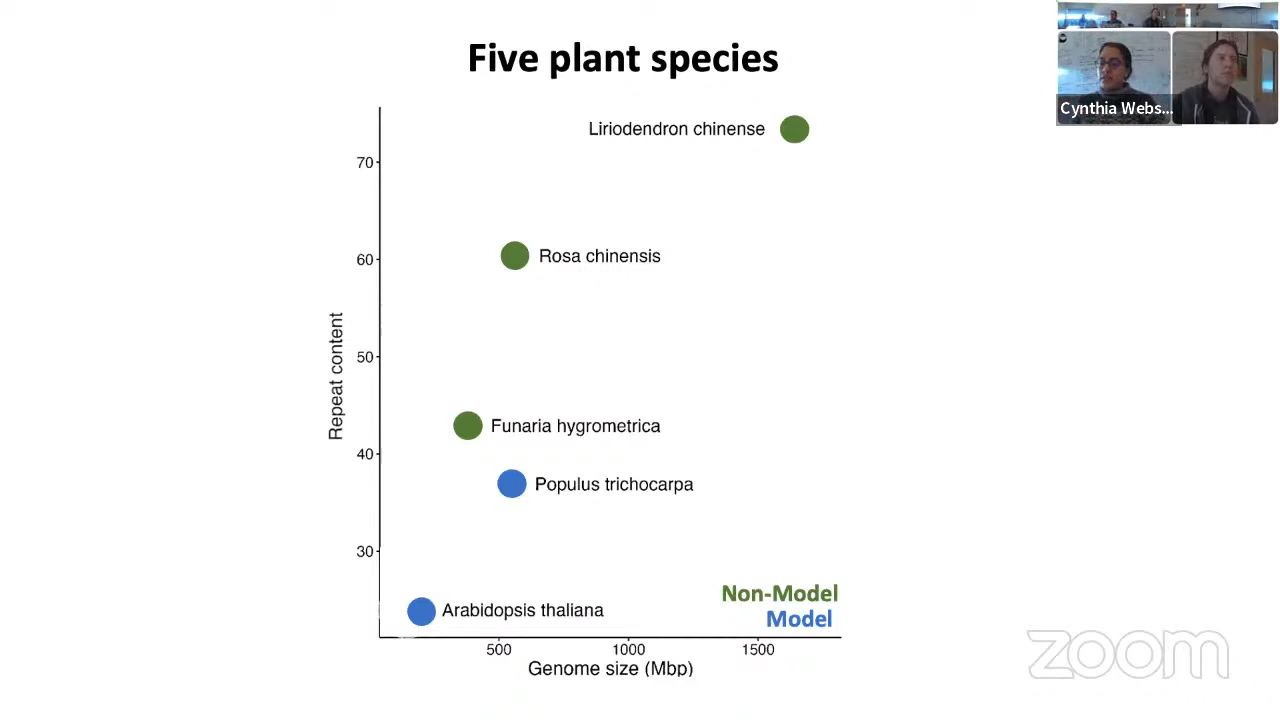 Five plant species
Cynthia Webs...
Liriodendron chinense
70
Rosa chinensis
60
50
Repeat content
Funaria hygrometrica
40
Populus trichocarpa
30
Non-Model
Arabidopsis thaliana
Model
500
1000
1500
Genome size (Mbp)
zoom